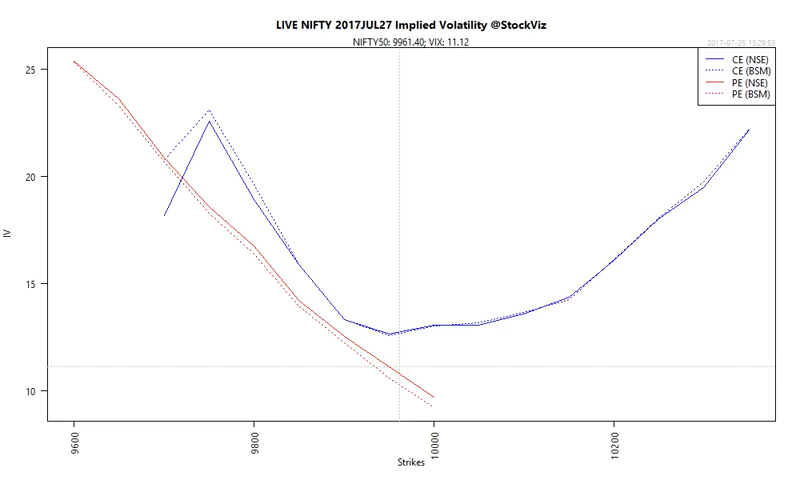 LIVE NIFTY 2017JUL27 Implied Volatility @StockViz
NIFTY50: 9961.40; VIX: 11.12
2017-07-25 15:29:53
CE (NSE)
CE (BSM)
PE (NSE)
PE (BSM)
25
20
15
10
IV
9600
9800
10000
10200
Strikes